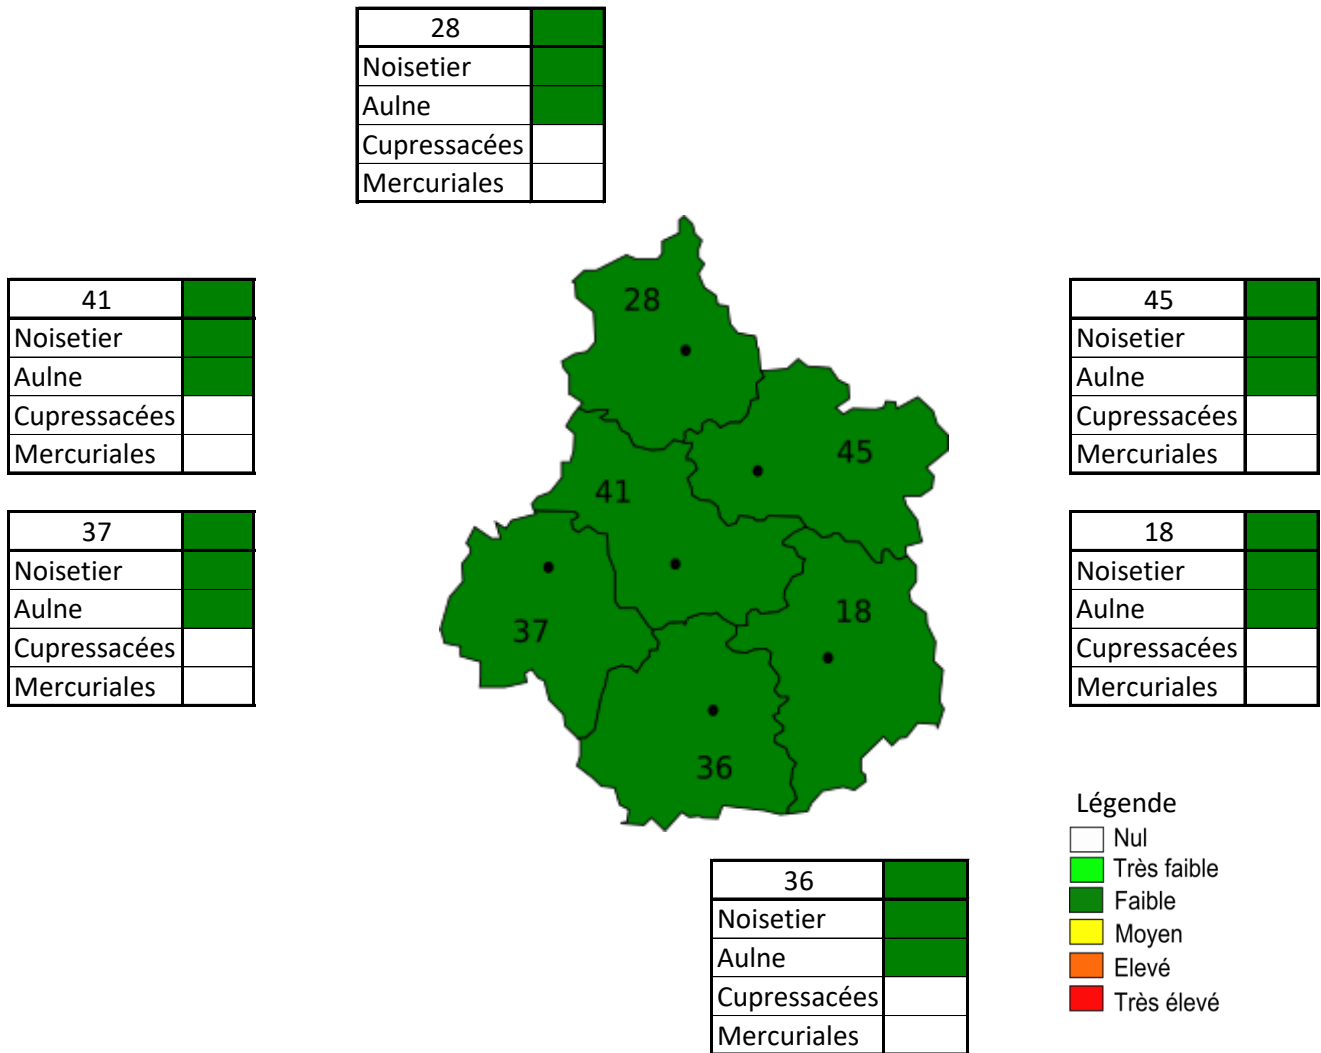 28
Noisetier
Aulne
Cupressacées
Mercuriales
41
Noisetier
Aulne
Cupressacées
Mercuriales
45
Noisetier
Aulne
Cupressacées
Mercuriales
37
Noisetier
Aulne
Cupressacées
Mercuriales
18
Noisetier
Aulne
Cupressacées
Mercuriales
28
45
41
18
37
36
36
Noisetier
Aulne
Cupressacées
Mercuriales
Légende
Nul
Très faible
Faible
Moyen
Elevé
Très élevé